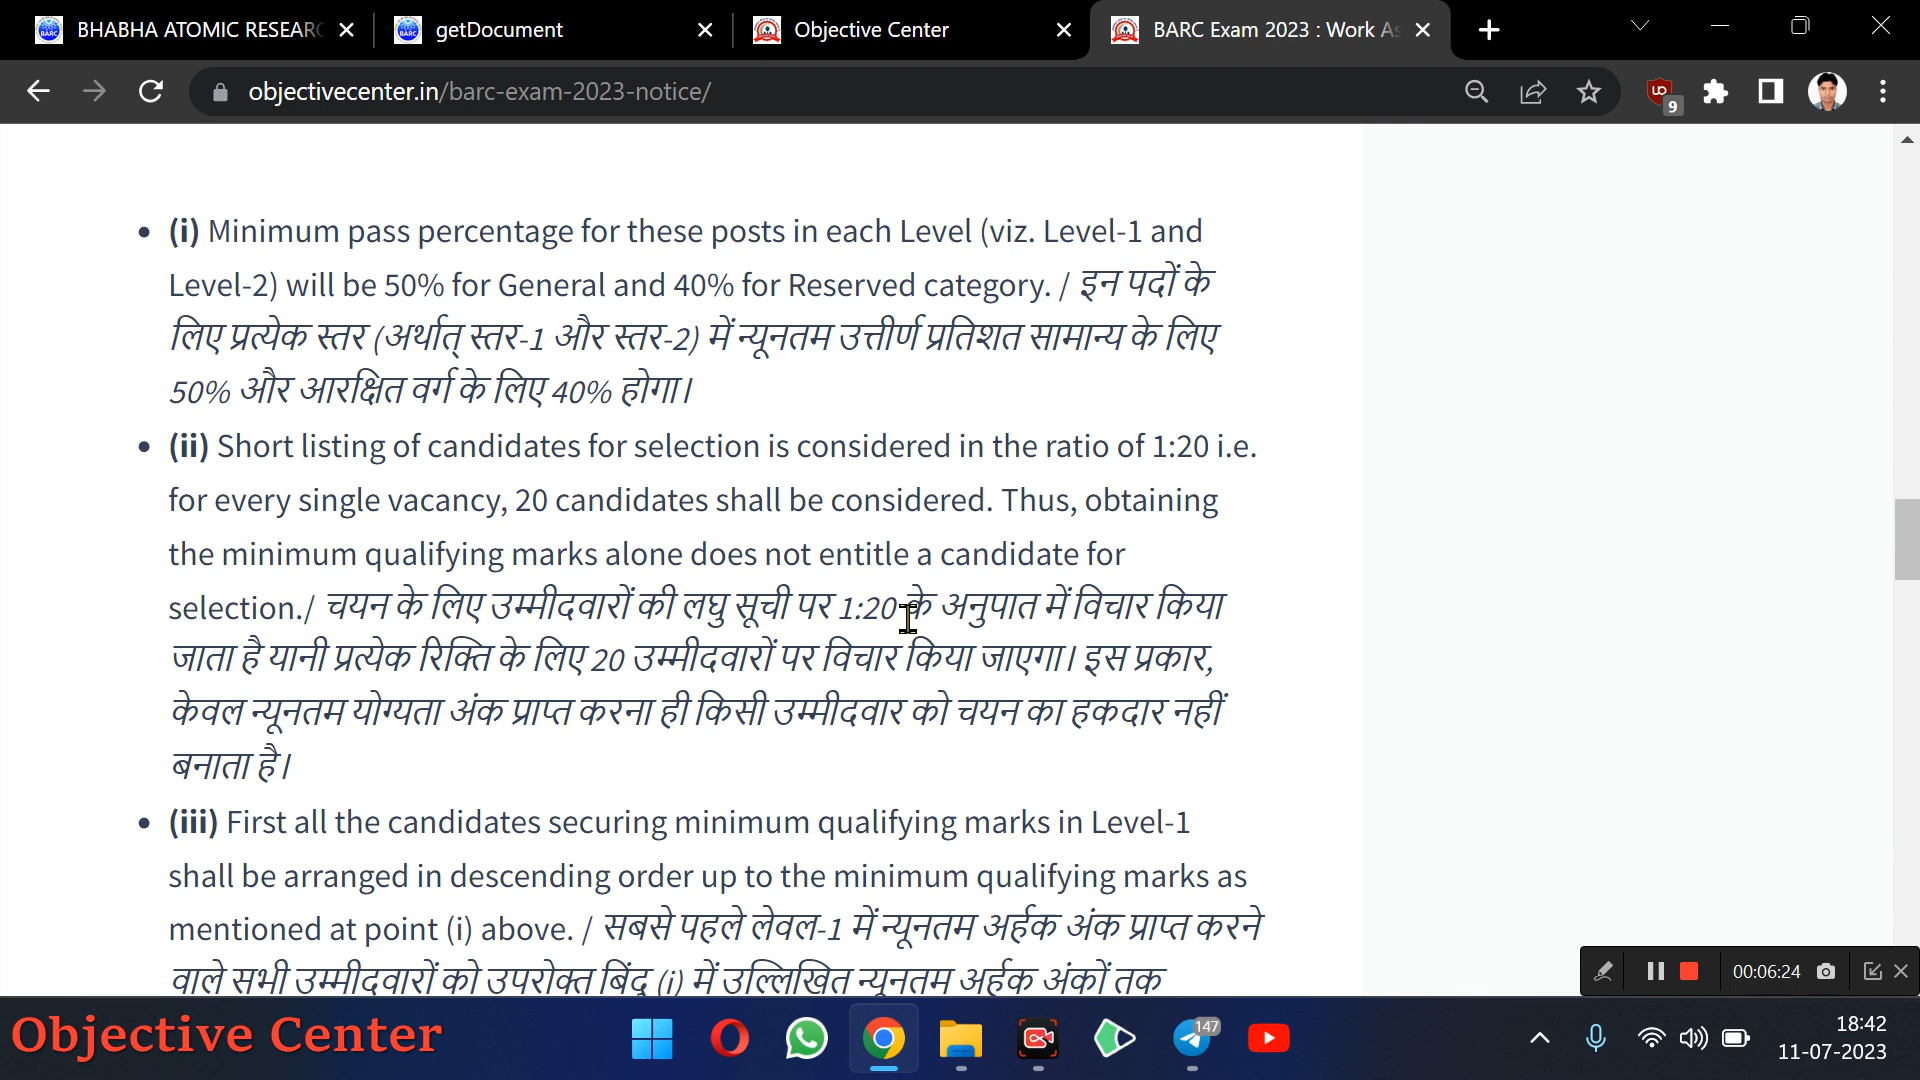 BHABHA ATOMIC RESEARC
getDocument
Objective Center
BARC Exam 2023 : Work As
objectivecenter.in/barc-exam-2023-notice/
9
(i) Minimum pass percentage for these posts in each Level (viz. Level-1 and
Level-2) will be 50% for General and 40% for Reserved category. / इन पदों के
लिए प्रत्येक स्तर (अर्थात् स्तर-1 और स्तर-2) में न्यूनतम उत्तीर्ण प्रतिशत सामान्य के लिए
50% और आरक्षित वर्ग के लिए 40% होगा।
(ii) Short listing of candidates for selection is considered in the ratio of 1:20 i.e.
for every single vacancy, 20 candidates shall be considered. Thus, obtaining
the minimum qualifying marks alone does not entitle a candidate for
selection./ चयन के लिए उम्मीदवारों की लघु सूची पर 1:20 के अनुपात में विचार किया
जाता है यानी प्रत्येक रिक्ति के लिए 20 उम्मीदवारों पर विचार किया जाएगा। इस प्रकार,
केवल न्यूनतम योग्यता अंक प्राप्त करना ही किसी उम्मीदवार को चयन का हकदार नहीं
बनाता है।
(iii) First all the candidates securing minimum qualifying marks in Level-1
shall be arranged in descending order up to the minimum qualifying marks as
mentioned at point (i) above. / सबसे पहले लेवल-1 में न्यूनतम अर्हक अंक प्राप्त करने
वाले सभी उम्मीदवारों को उपरोक्त बिंदु (i) में उल्लिखित न्यूनतम अर्हक अंकों तक
00:06:24
Objective Center
147
18:42
11-07-2023